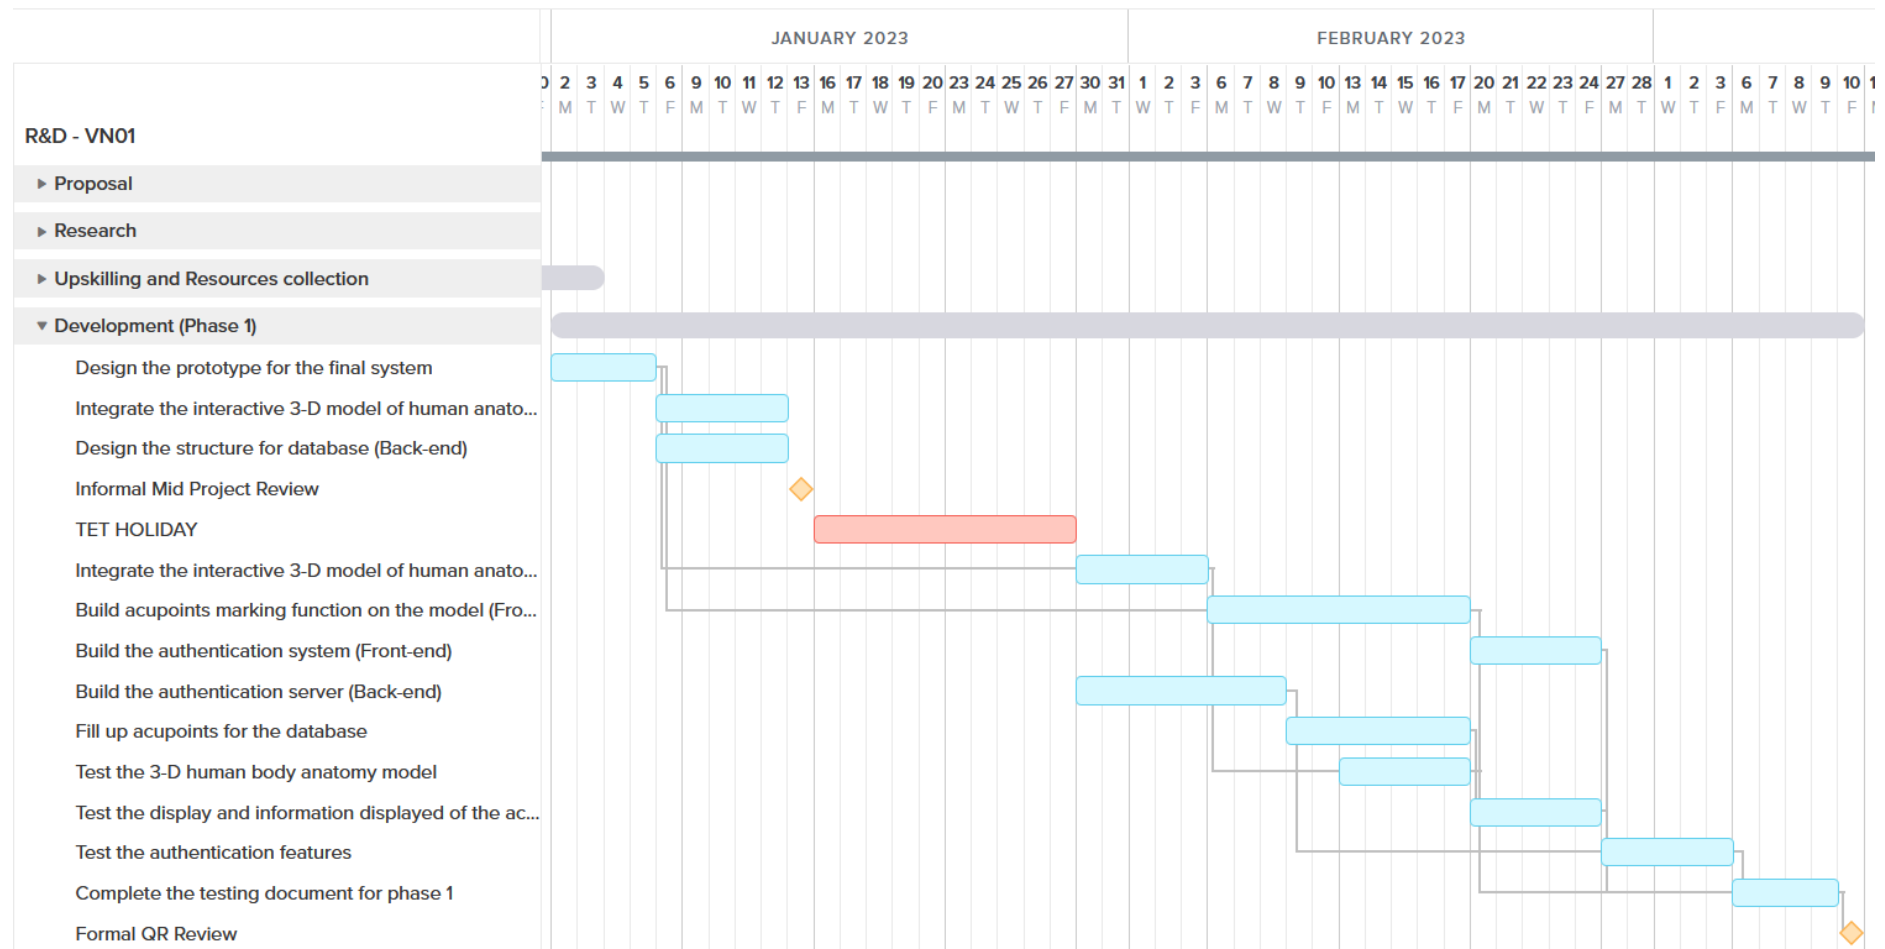 JANUARY 2023 FEBRUARY 2023
2 3 4 5 6 9 10 11 12 13 16 17 18 19 20 23 24 25 26 27 30 31 1 2 3 6 7 8 9 10 13 14 15 16 17 20 21 22 23 24 27 28 1 2 3 6 7 8 9 10
M T W T F M T W T F M T W T F M T W T F M T W T F M T W T F M T W T F M T W T F M T W T F M T W T F
R&D - VN01
Proposal
Research
Upskilling and Resources collection
Development (Phase 1)
Design the prototype for the final system
Integrate the interactive 3-D model of human anato...
Design the structure for database (Back-end)
Informal Mid Project Review
TET HOLIDAY
Integrate the interactive 3-D model of human anato...
Build acupoints marking function on the model (Fro...
Build the authentication system (Front-end)
Build the authentication server (Back-end)
Fill up acupoints for the database
Test the 3-D human body anatomy model
Test the display and information displayed of the ac...
Test the authentication features
Complete the testing document for phase 1
Formal QR Review